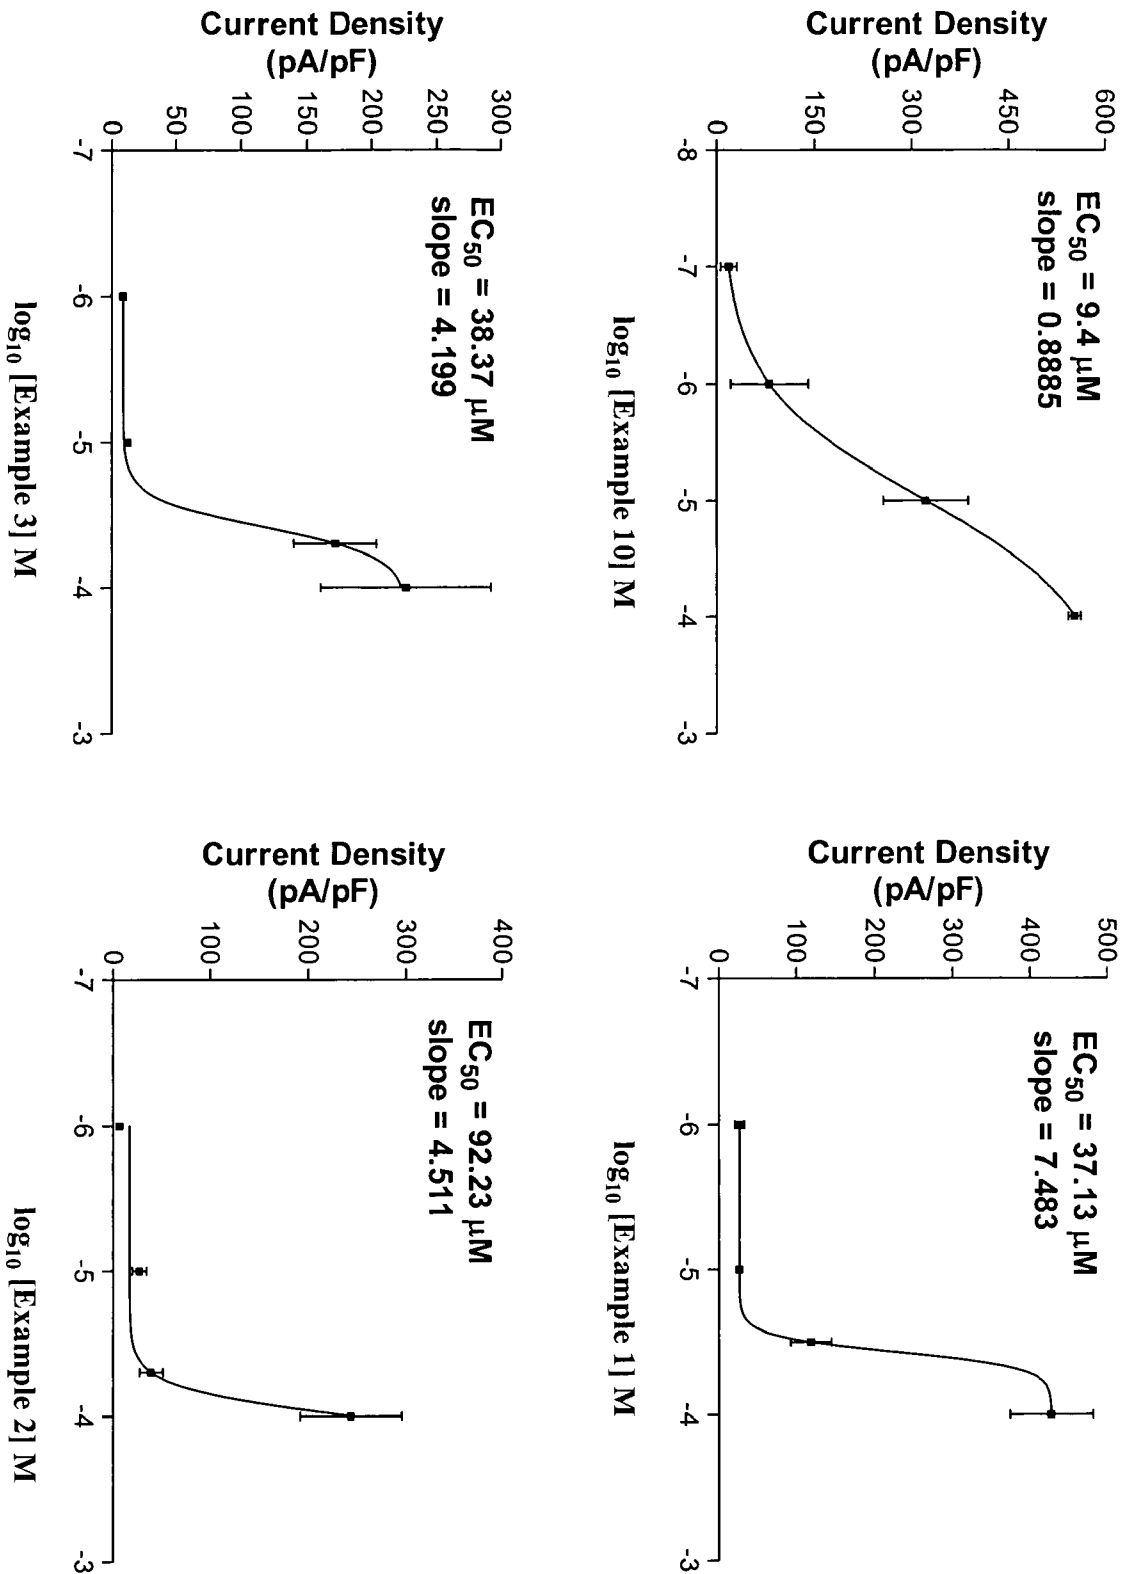 Current Density
(pA/pF)
600
450
300
150
0
EC50 = 9.4 μM
slope = 0.8885
-8
-7
-6
-5
-4
-3
log10 [Example 10] M
Current Density
(pA/pF)
500
400
300
200
100
0
EC50 = 37.13 μM
slope = 7.483
-7
-6
-5
-4
-3
log10 [Example 1] M
Current Density
(pA/pF)
300
250
200
150
100
50
0
EC50 = 38.37 μM
slope = 4.199
-7
-6
-5
-4
-3
log10 [Example 3] M
Current Density
(pA/pF)
400
300
200
100
0
EC50 = 92.23 μM
slope = 4.511
-7
-6
-5
-4
-3
log10 [Example 2] M